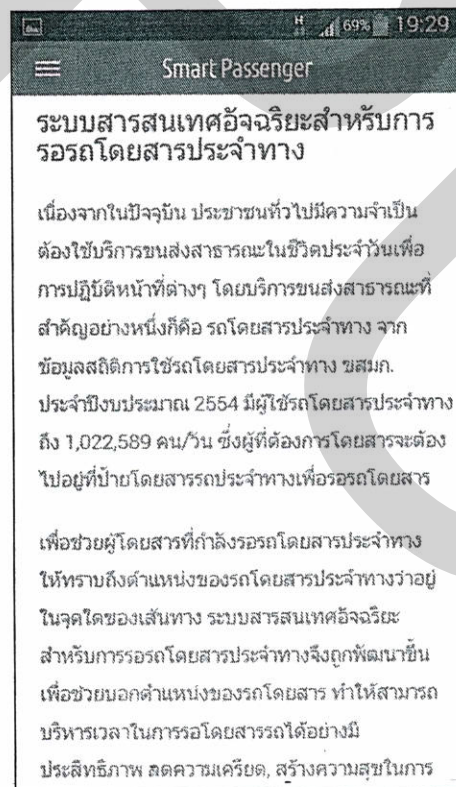 H 69% 19:29
Smart Passenger
ระบบสารสนเทศอัจฉริยะสำหรับการ
รอรถโดยสารประจำทาง
เนื่องจากในปัจจุบัน ประชาชนทั่วไปมีความจำเป็น
ต้องใช้บริการขนส่งสาธารณะในชีวิตประจำวันเพื่อ
การปฏิบัติหน้าที่ต่างๆ โดยบริการขนส่งสาธารณะที่
สำคัญอย่างหนึ่งก็คือ รถโดยสารประจำทาง จาก
ข้อมูลสถิติการใช้รถโดยสารประจำทาง ขสมก.
ประจำปีงบประมาณ 2554 มีผู้ใช้รถโดยสารประจำทาง
ถึง 1,022,589 คน/วัน ซึ่งผู้ที่ต้องการโดยสารจะต้อง
ไปอยู่ที่ป้ายโดยสารรถประจำทางเพื่อรอรถโดยสาร
เพื่อช่วยผู้โดยสารที่กำลังรอรถโดยสารประจำทาง
ให้ทราบถึงตำแหน่งของรถโดยสารประจำทางว่าอยู่
ในจุดใดของเส้นทาง ระบบสารสนเทศอัจฉริยะ
สำหรับการรอรถโดยสารประจำทางจึงถูกพัฒนาขึ้น
เพื่อช่วยบอกตำแหน่งของรถโดยสาร ทำให้สามารถ
บริหารเวลาในการรอโดยสารรถได้อย่างมี
ประสิทธิภาพ ลดความเครียด, สร้างความสุขในการ